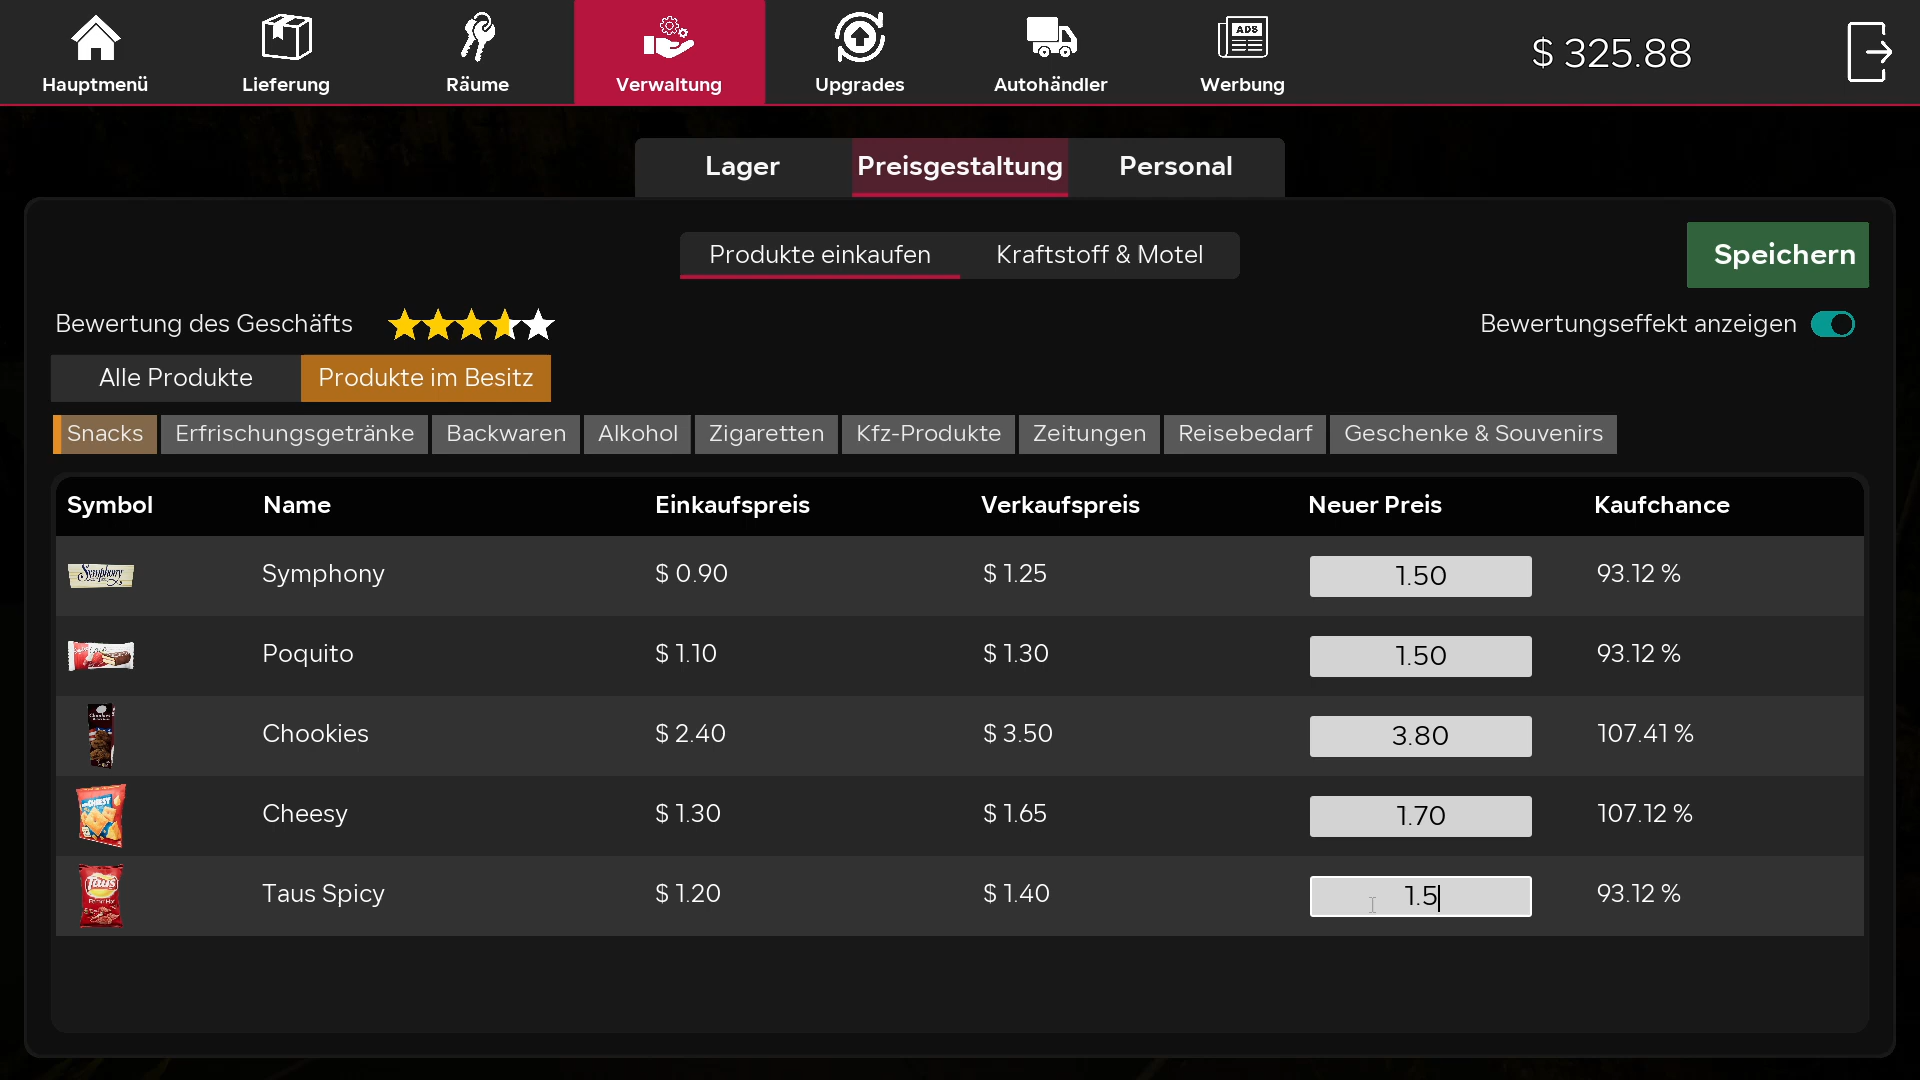 Hauptmenü
Lieferung
Räume
Verwaltung
Upgrades
Autohändler
ADS
Werbung
$ 325.88
Lager
Preisgestaltung
Personal
Produkte einkaufen
Kraftstoff & Motel
Speichern
Bewertung des Geschäfts
Bewertungseffekt anzeigen
Alle Produkte
Produkte im Besitz
Snacks
Erfrischungsgetränke
Backwaren
Alkohol
Zigaretten
Kfz-Produkte
Zeitungen
Reisebedarf
Geschenke & Souvenirs
Symbol Name Einkaufspreis Verkaufspreis Neuer Preis Kaufchance
Symphony Symphony $ 0.90 $ 1.25 1.50 93.12 %
Poquito $ 1.10 $ 1.30 1.50 93.12 %
Chookies $ 2.40 $ 3.50 3.80 107.41 %
CHEESY Cheesy $ 1.30 $ 1.65 1.70 107.12 %
Taus Taus Spicy $ 1.20 $ 1.40 1.5 93.12 %